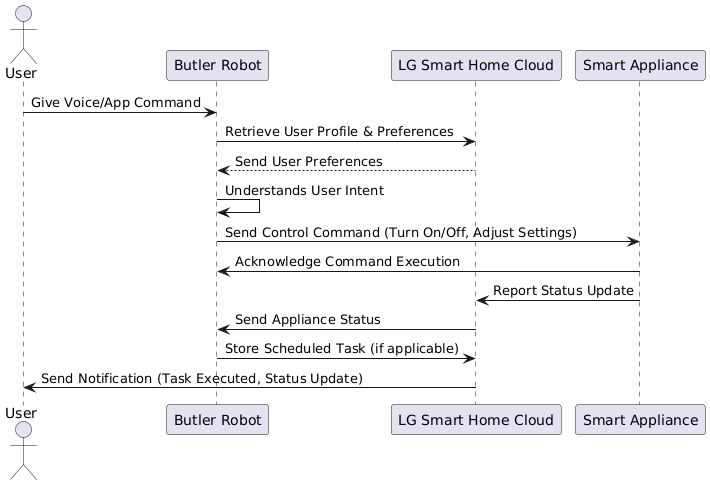 User
Butler Robot
LG Smart Home Cloud
Smart Appliance
Give Voice/App Command
Retrieve User Profile & Preferences
Send User Preferences
Understands User Intent
Send Control Command (Turn On/Off, Adjust Settings)
Acknowledge Command Execution
Report Status Update
Send Appliance Status
Store Scheduled Task (if applicable)
Send Notification (Task Executed, Status Update)
User
Butler Robot
LG Smart Home Cloud
Smart Appliance